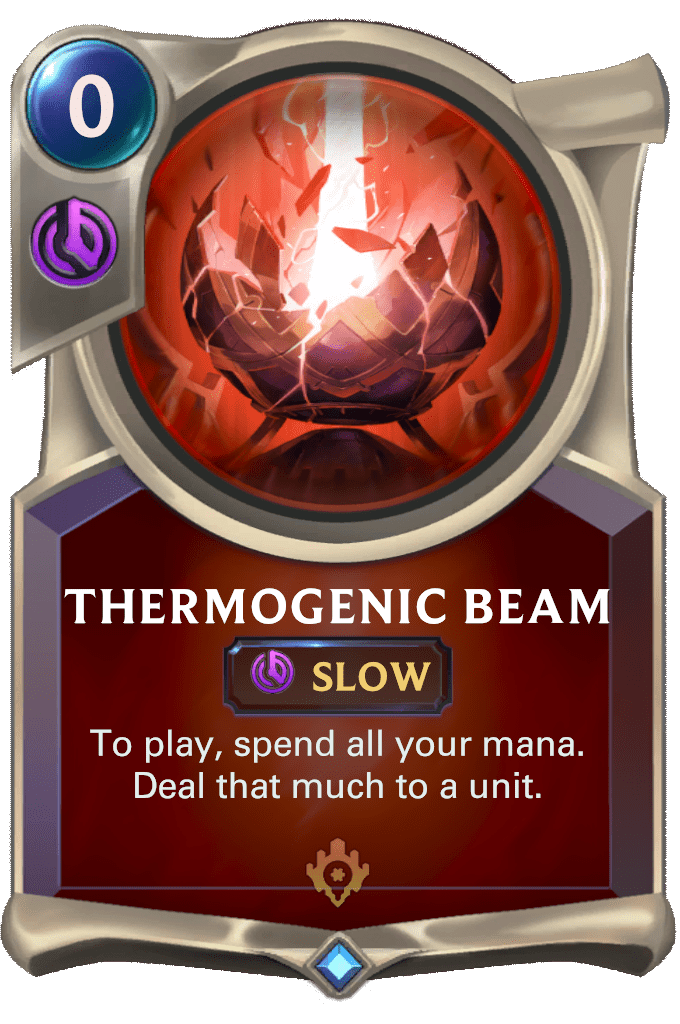 0
THERMOGENIC BEAM
SLOW
To play, spend all your mana.
Deal that much to a unit.